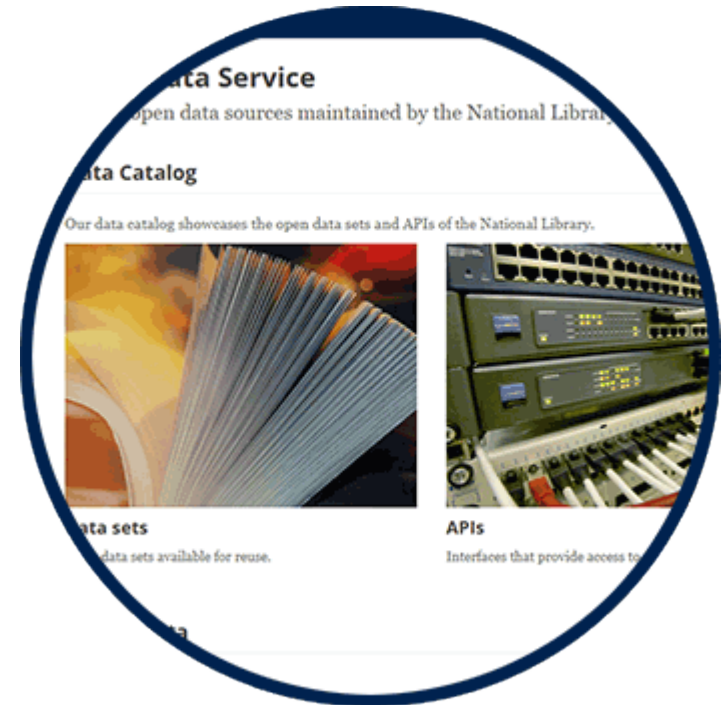 ata Service
open data sources maintained by the National Library
ata Catalog
Our data catalog showcases the open data sets and APIs of the National Library.
ata sets
data sets available for reuse.
APIs
Interfaces that provide access to
ta